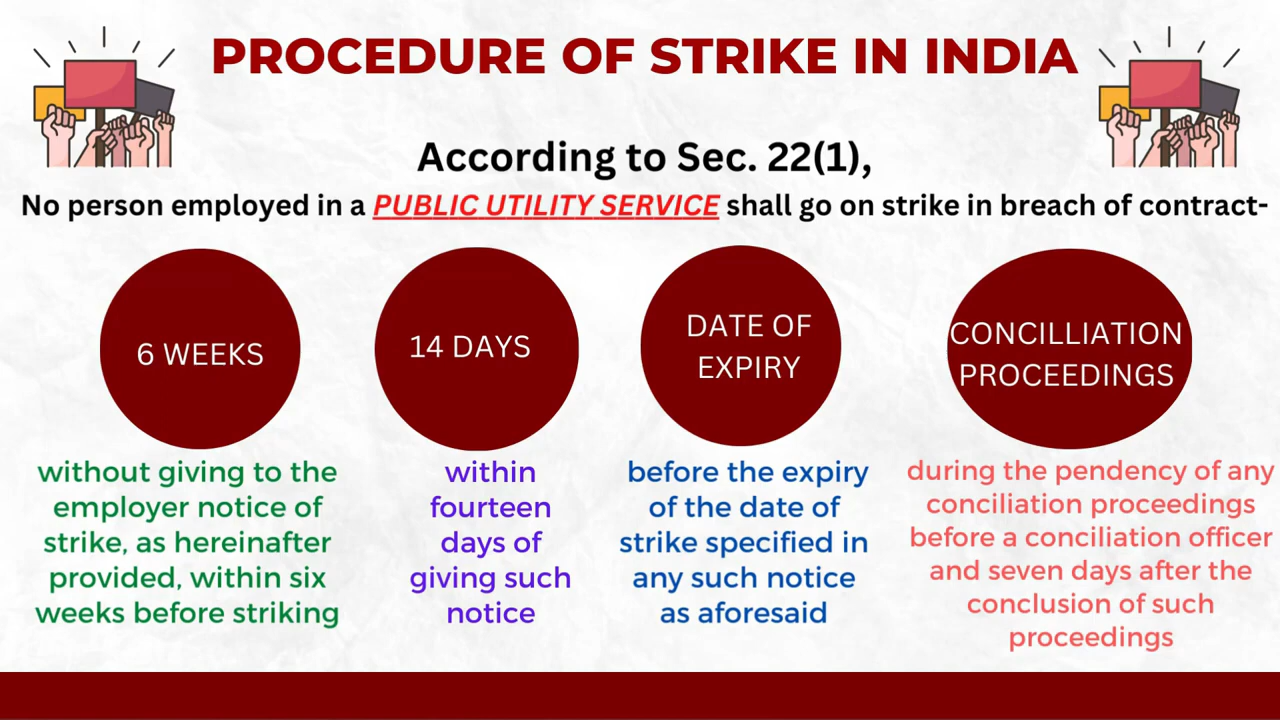 PROCEDURE OF STRIKE IN INDIA
According to Sec. 22(1),
No person employed in a PUBLIC UTILITY SERVICE shall go on strike in breach of contract-
6 WEEKS
without giving to the
employer notice of
strike, as hereinafter
provided, within six
weeks before striking
14 DAYS
within
fourteen
days of
giving such
notice
DATE OF
EXPIRY
before the expiry
of the date of
strike specified in
any such notice
as aforesaid
CONCILLIATION
PROCEEDINGS
during the pendency of any
conciliation proceedings
before a conciliation officer
and seven days after the
conclusion of such
proceedings